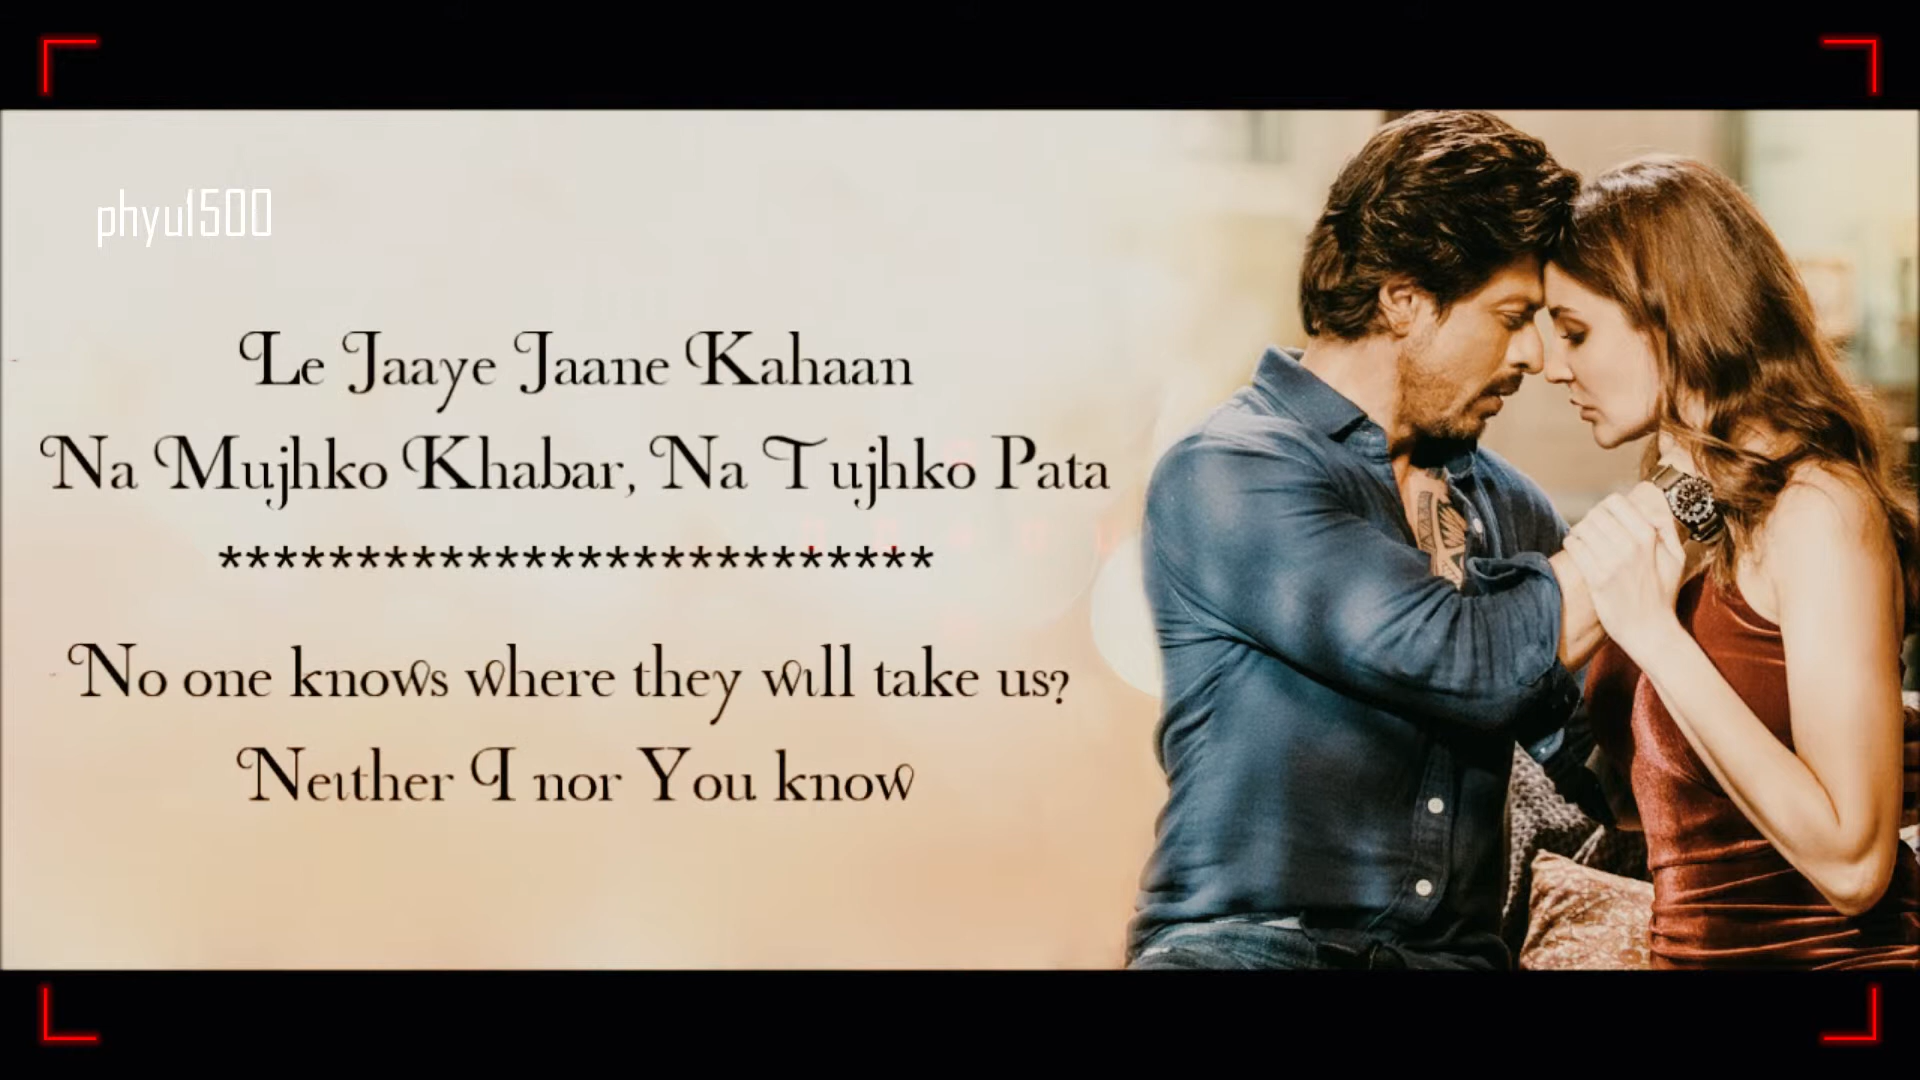 phyu1500
Le Jaaye Jaane Kahaan
Na Mujhko Khabar, Na Tujhko Pata
**************************
No one knows where they will take us?
Neither I nor You know